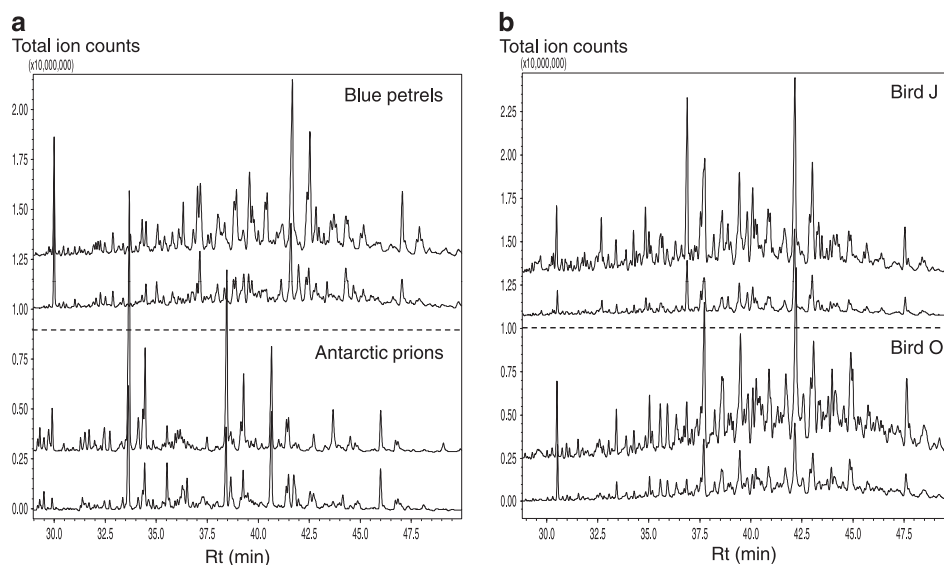 a
Total ion counts
(x10,000,000)
Blue petrels
2.00
1.75
1.50
1.25
1.00
Antarctic prions
0.75
0.50
0.25
0.00
30.0 32.5 35.0 37.5 40.0 42.5 45.0 47.5
Rt (min)
b
Total ion counts
(x10,000,000)
Bird J
2.25
2.00
1.75
1.50
1.25
1.00
Bird O
0.75
0.50
0.25
0.00
30.0 32.5 35.0 37.5 40.0 42.5 45.0 47.5
Rt (min)